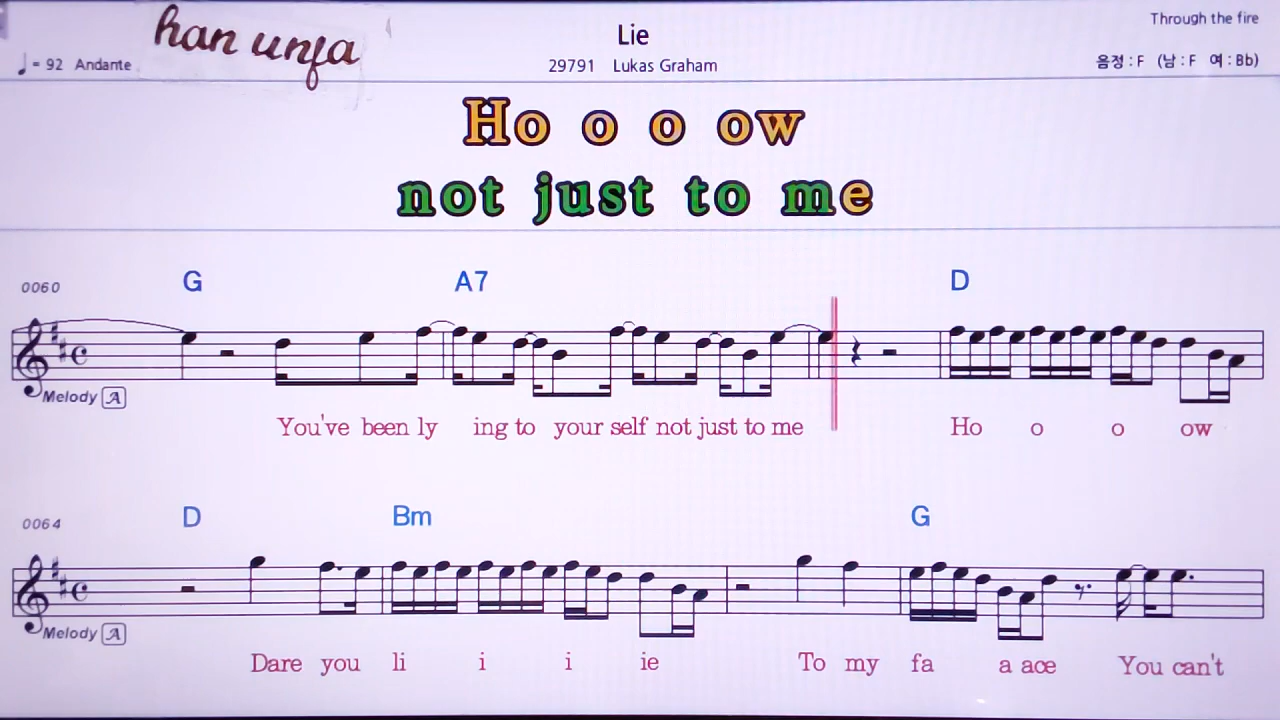 han unfa
Lie
Through the fire
♩= 92 Andante
29791 Lukas Graham
음정 : F (남 : F 여 : Bb)
Ho o o ow
not just to me
0060
G A7 D
Melody A
You've been ly ing to your self not just to me Ho o o ow
0064
D Bm G
Melody A
Dare you li i i ie To my fa a ace You can't